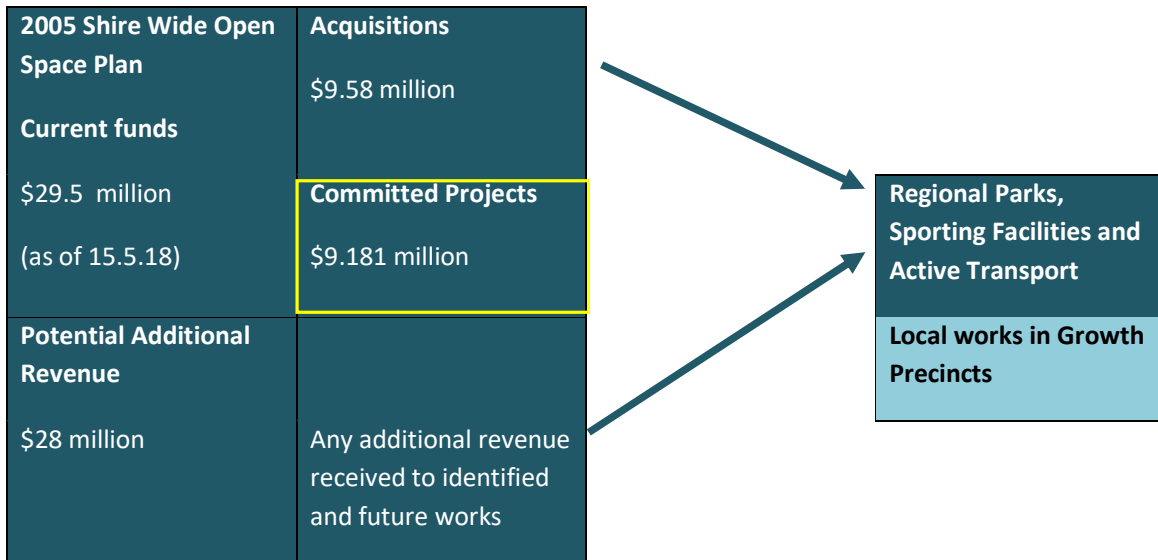 2005 Shire Wide Open
Space Plan
Current funds
$29.5 million
(as of 15.5.18)
Acquisitions
$9.58 million
Committed Projects
$9.181 million
Potential Additional
Revenue
$28 million
Any additional revenue
received to identified
and future works
Regional Parks,
Sporting Facilities and
Active Transport
Local works in Growth
Precincts